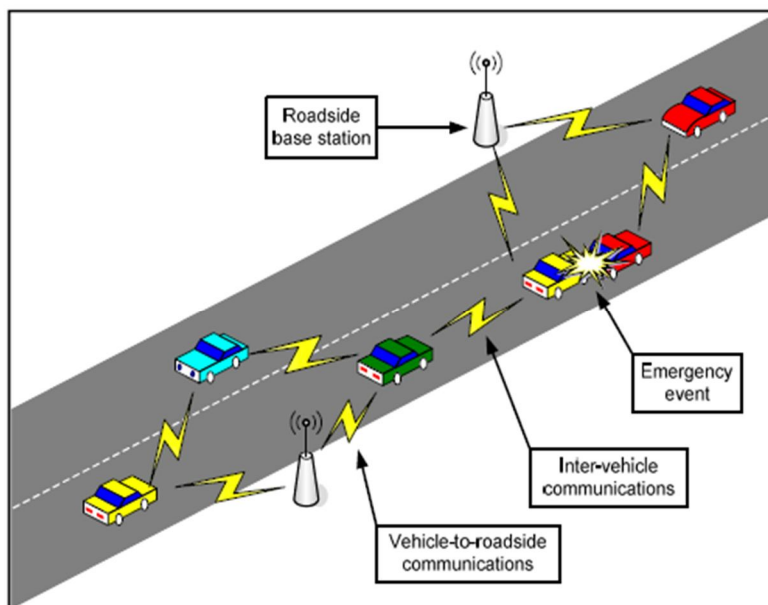 Roadside
base station
Emergency
event
Inter-vehicle
communications
Vehicle-to-roadside
communications